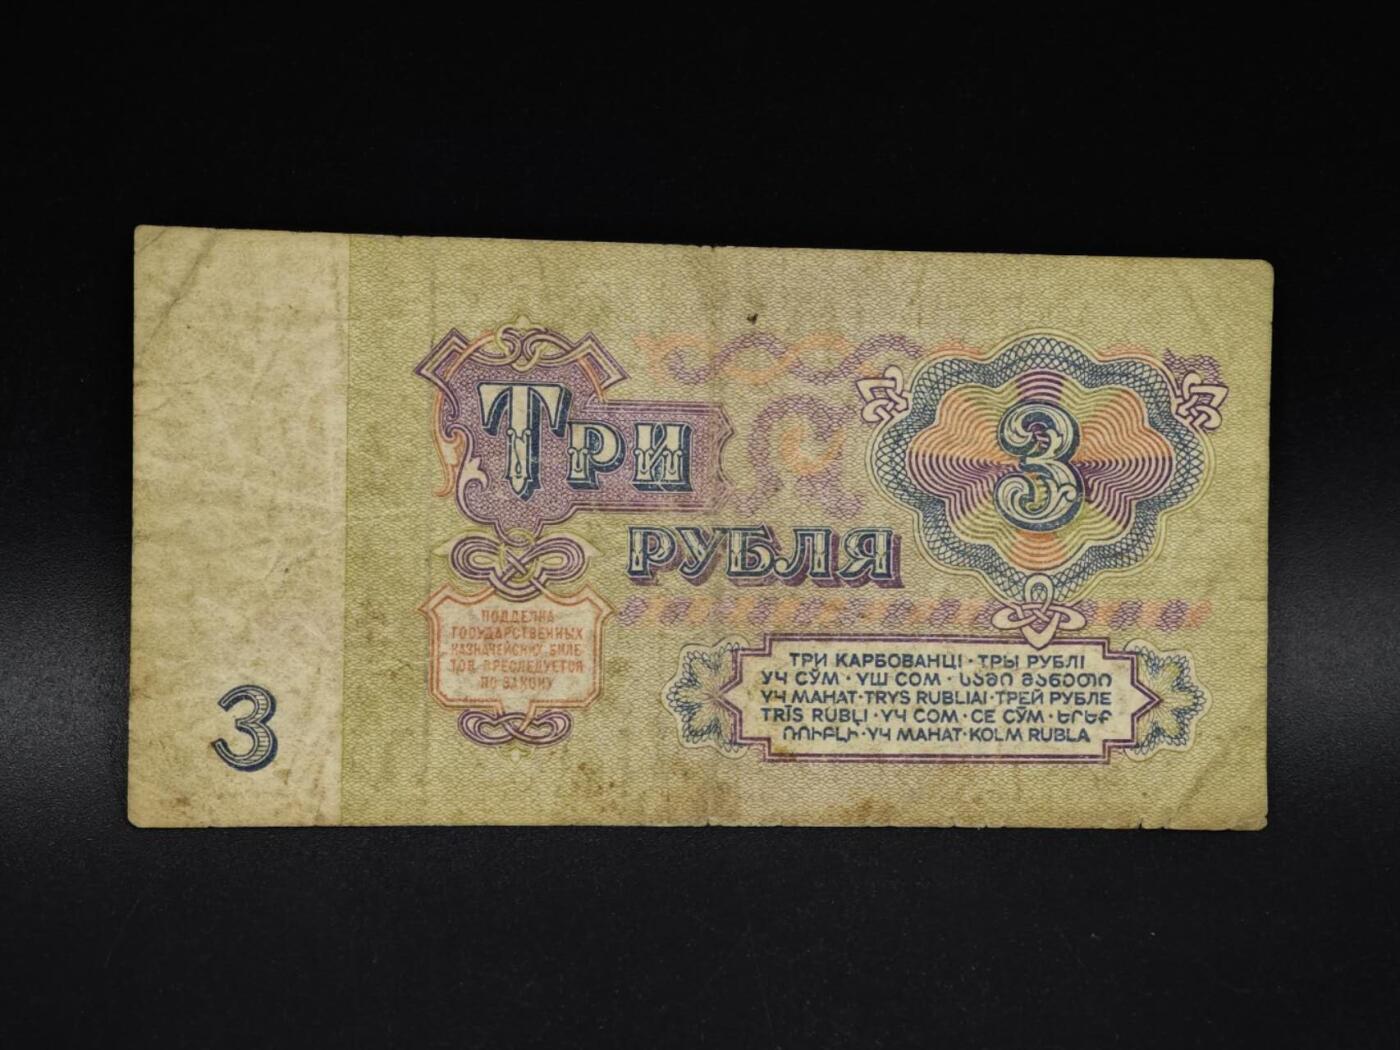 Три
3
РУБЛЯ
ПОДДЕЛКА
ГОСУДАРСТВЕННЫХ
КАЗНАЧЕЙСКИХ БИЛЕ
ТОВ ПРЕСЛЕДУЕТСЯ
ПО ЗАКОНУ
ТРИ КАРБОВАНЦІ · ТРЫ РУБЛІ
УЧ СЎМ · ҮШ СОМ · ᲡᲐᲛᲘ ᲛᲐᲜᲔᲗᲘ
ҮЧ МАНАТ · TRYS RUBLIAI · ТРЕЙ РУБЛЕ
TRĪS RUBĻI · ҮЧ СОМ · СЕ СӮМ · ԵՐԵՔ
ՌՈՒԲԼԻ · ҮЧ МАНАТ · KOLM RUBLA
3